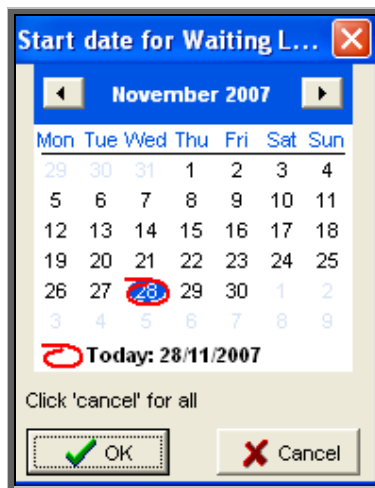 Start date for Waiting L...
November 2007
Mon Tue Wed Thu Fri Sat Sun
29 30 31 1 2 3 4
5 6 7 8 9 10 11
12 13 14 15 16 17 18
19 20 21 22 23 24 25
26 27 28 29 30 1 2
3 4 5 6 7 8 9
Today: 28/11/2007
Click 'cancel' for all
OK Cancel